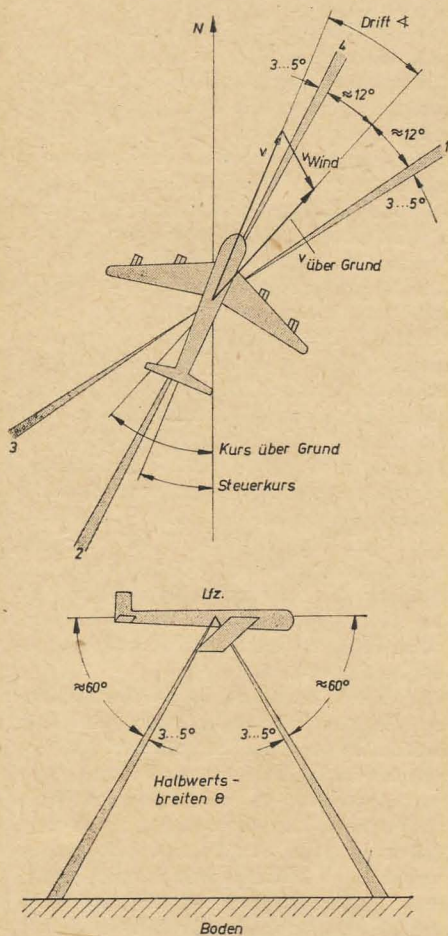 Drift ∢
N
4
3...5°
≈12°
≈12°
1
v
vWind
3...5°
v über Grund
3
Kurs über Grund
Steuerkurs
2
Lfz.
≈60°
≈60°
3...5°
3...5°
Halbwerts-
breiten θ
Boden